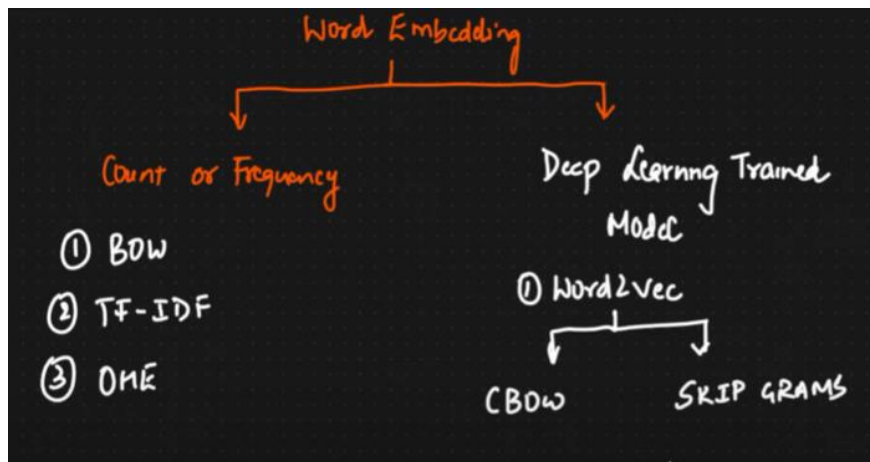 Word Embedding
Count or Frequency
① BOW
② TF-IDF
③ OHE
Deep Learning Trained
Model
① Word2Vec
CBOW
SKIP GRAMS